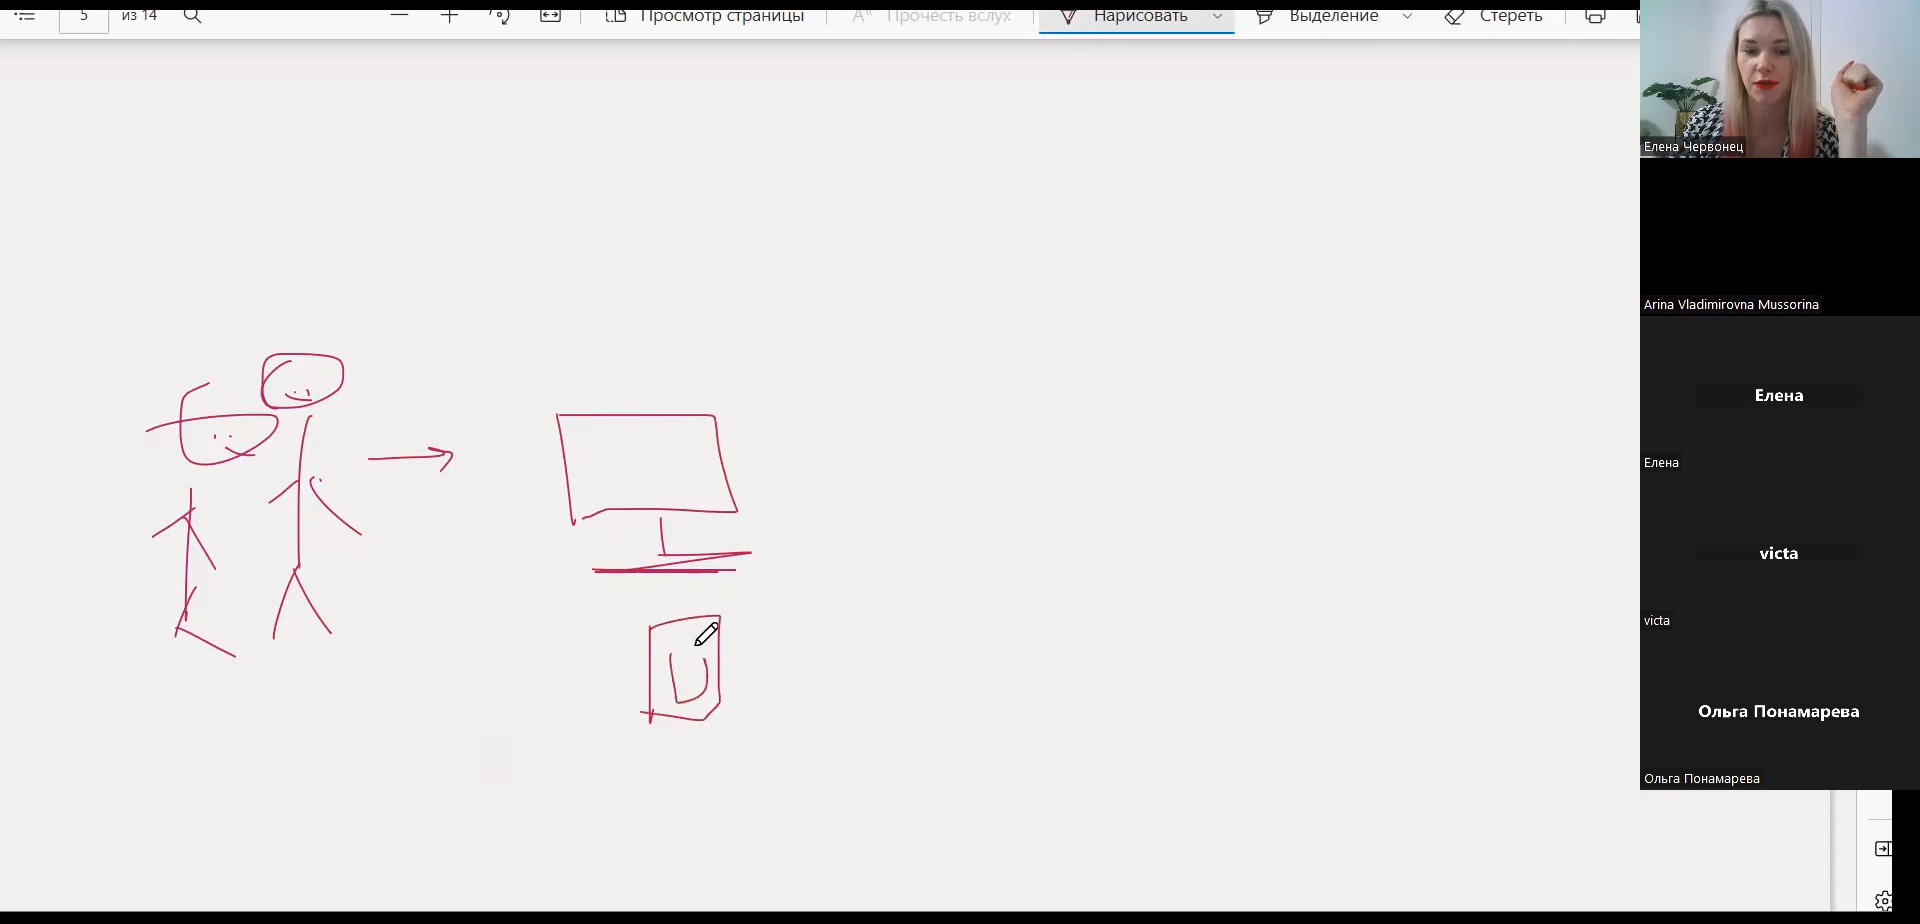 5 из 14
Просмотр страницы
Прочесть вслух
Нарисовать
Выделение
Стереть
Елена Червонец
Arina Vladimirovna Mussorina
Елена
Елена
victa
victa
Ольга Понамарева
Ольга Понамарева
D